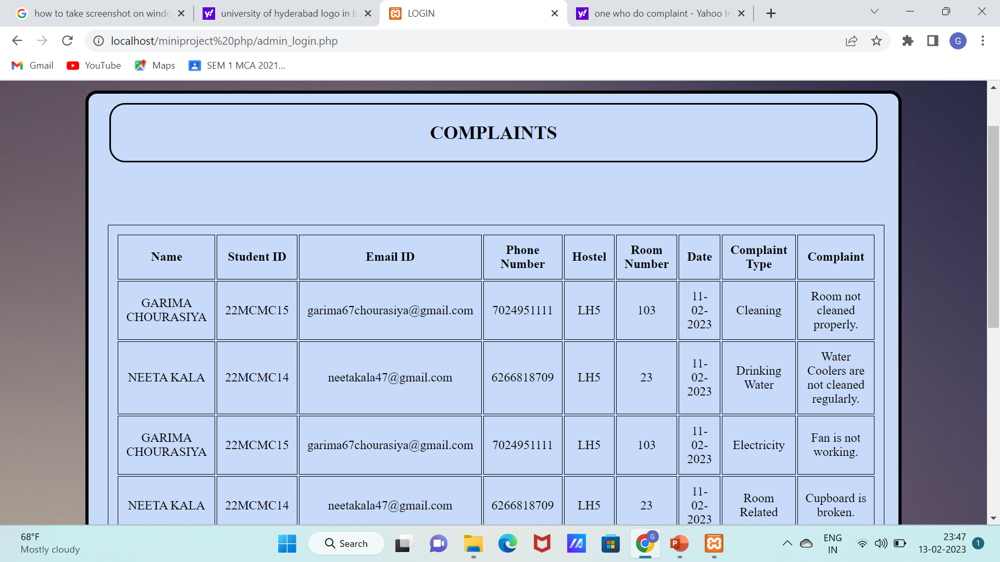 how to take screenshot on windo
university of hyderabad logo in b
LOGIN
one who do complaint - Yahoo In
localhost/miniproject%20php/admin_login.php
G
Gmail
YouTube
Maps
SEM 1 MCA 2021...
COMPLAINTS
Name Student ID Email ID Phone Number Hostel Room Number Date Complaint Type Complaint
GARIMA CHOURASIYA 22MCMC15 garima67chourasiya@gmail.com 7024951111 LH5 103 11-02-2023 Cleaning Room not cleaned properly.
NEETA KALA 22MCMC14 neetakala47@gmail.com 6266818709 LH5 23 11-02-2023 Drinking Water Water Coolers are not cleaned regularly.
GARIMA CHOURASIYA 22MCMC15 garima67chourasiya@gmail.com 7024951111 LH5 103 11-02-2023 Electricity Fan is not working.
NEETA KALA 22MCMC14 neetakala47@gmail.com 6266818709 LH5 23 11-02-2023 Room Related Cupboard is broken.
68°F
Mostly cloudy
Search
G
ENG
IN
23:47
13-02-2023
1